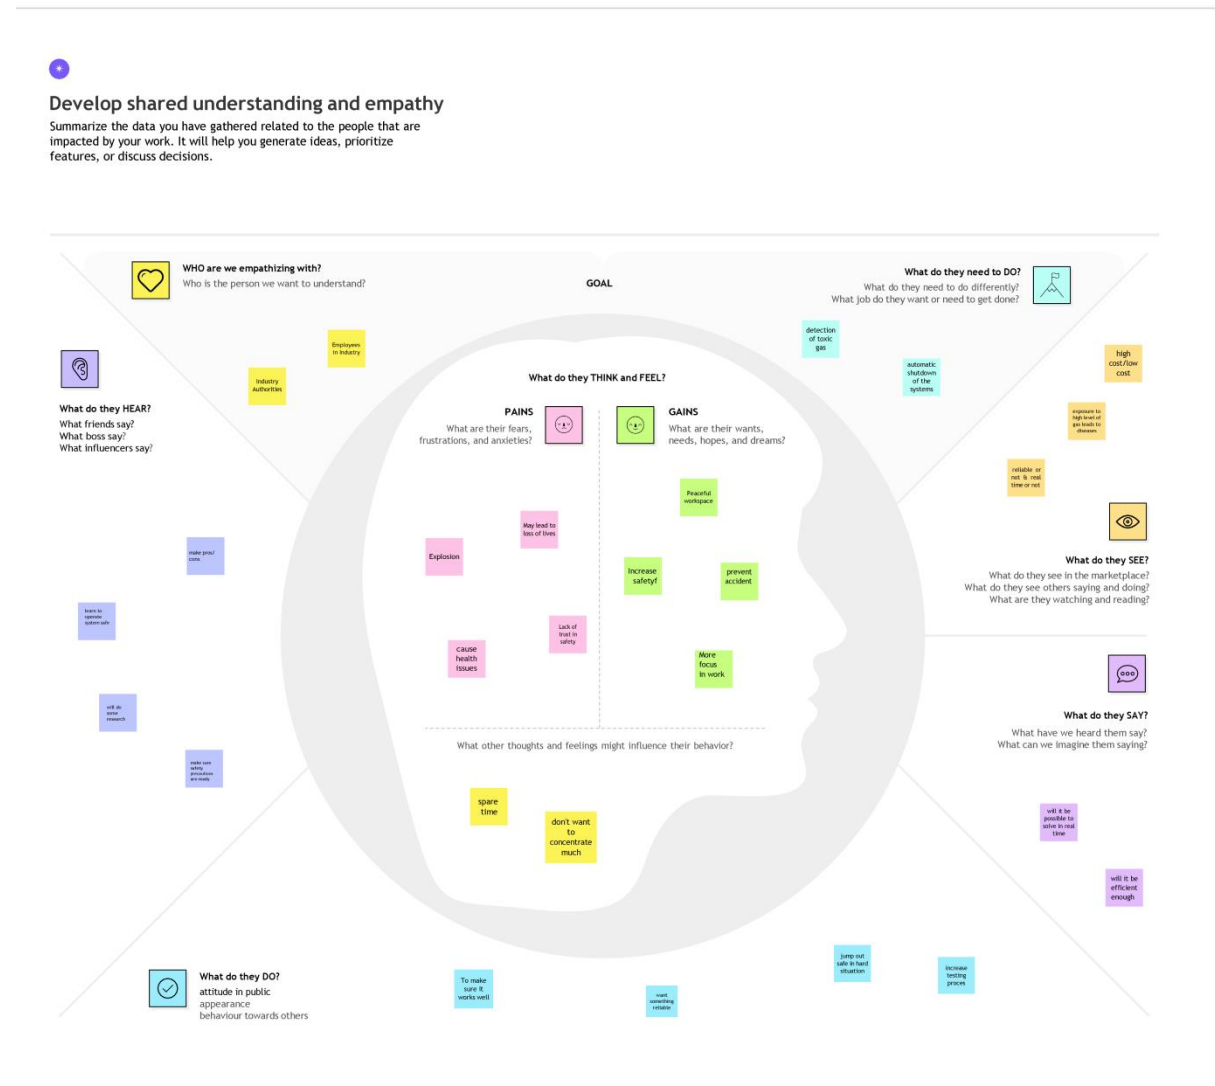 Develop shared understanding and empathy
Summarize the data you have gathered related to the people that are
impacted by your work. It will help you generate ideas, prioritize
features, or discuss decisions.
WHO are we empathizing with?
Who is the person we want to understand?
GOAL
What do they need to DO?
What do they need to do differently?
What job do they want or need to get done?
Employees
in Industry
Industry
Authorities
detection
of toxic
gas
automatic
shutdown
of the
systems
What do they HEAR?
What friends say?
What boss say?
What influencers say?
make pros/
cons
learn to
operate
system safe
will do
some
research
make sure
safety
precautions
are ready
What do they THINK and FEEL?
PAINS
What are their fears,
frustrations, and anxieties?
May lead to
loss of lives
Explosion
Lack of
trust in
safety
cause
health
issues
GAINS
What are their wants,
needs, hopes, and dreams?
Peaceful
workspace
Increase
safetyf
prevent
accident
More
focus
in work
What other thoughts and feelings might influence their behavior?
spare
time
don't want
to
concentrate
much
high
cost/low
cost
exposure to
high level of
gas leads to
diseases
reliable or
not & real
time or not
What do they SEE?
What do they see in the marketplace?
What do they see others saying and doing?
What are they watching and reading?
What do they SAY?
What have we heard them say?
What can we imagine them saying?
will it be
possible to
solve in real
time
will it be
efficient
enough
What do they DO?
attitude in public
appearance
behaviour towards others
To make
sure it
works well
want
something
reliable
jump out
safe in hard
situation
Increase
testing
proces